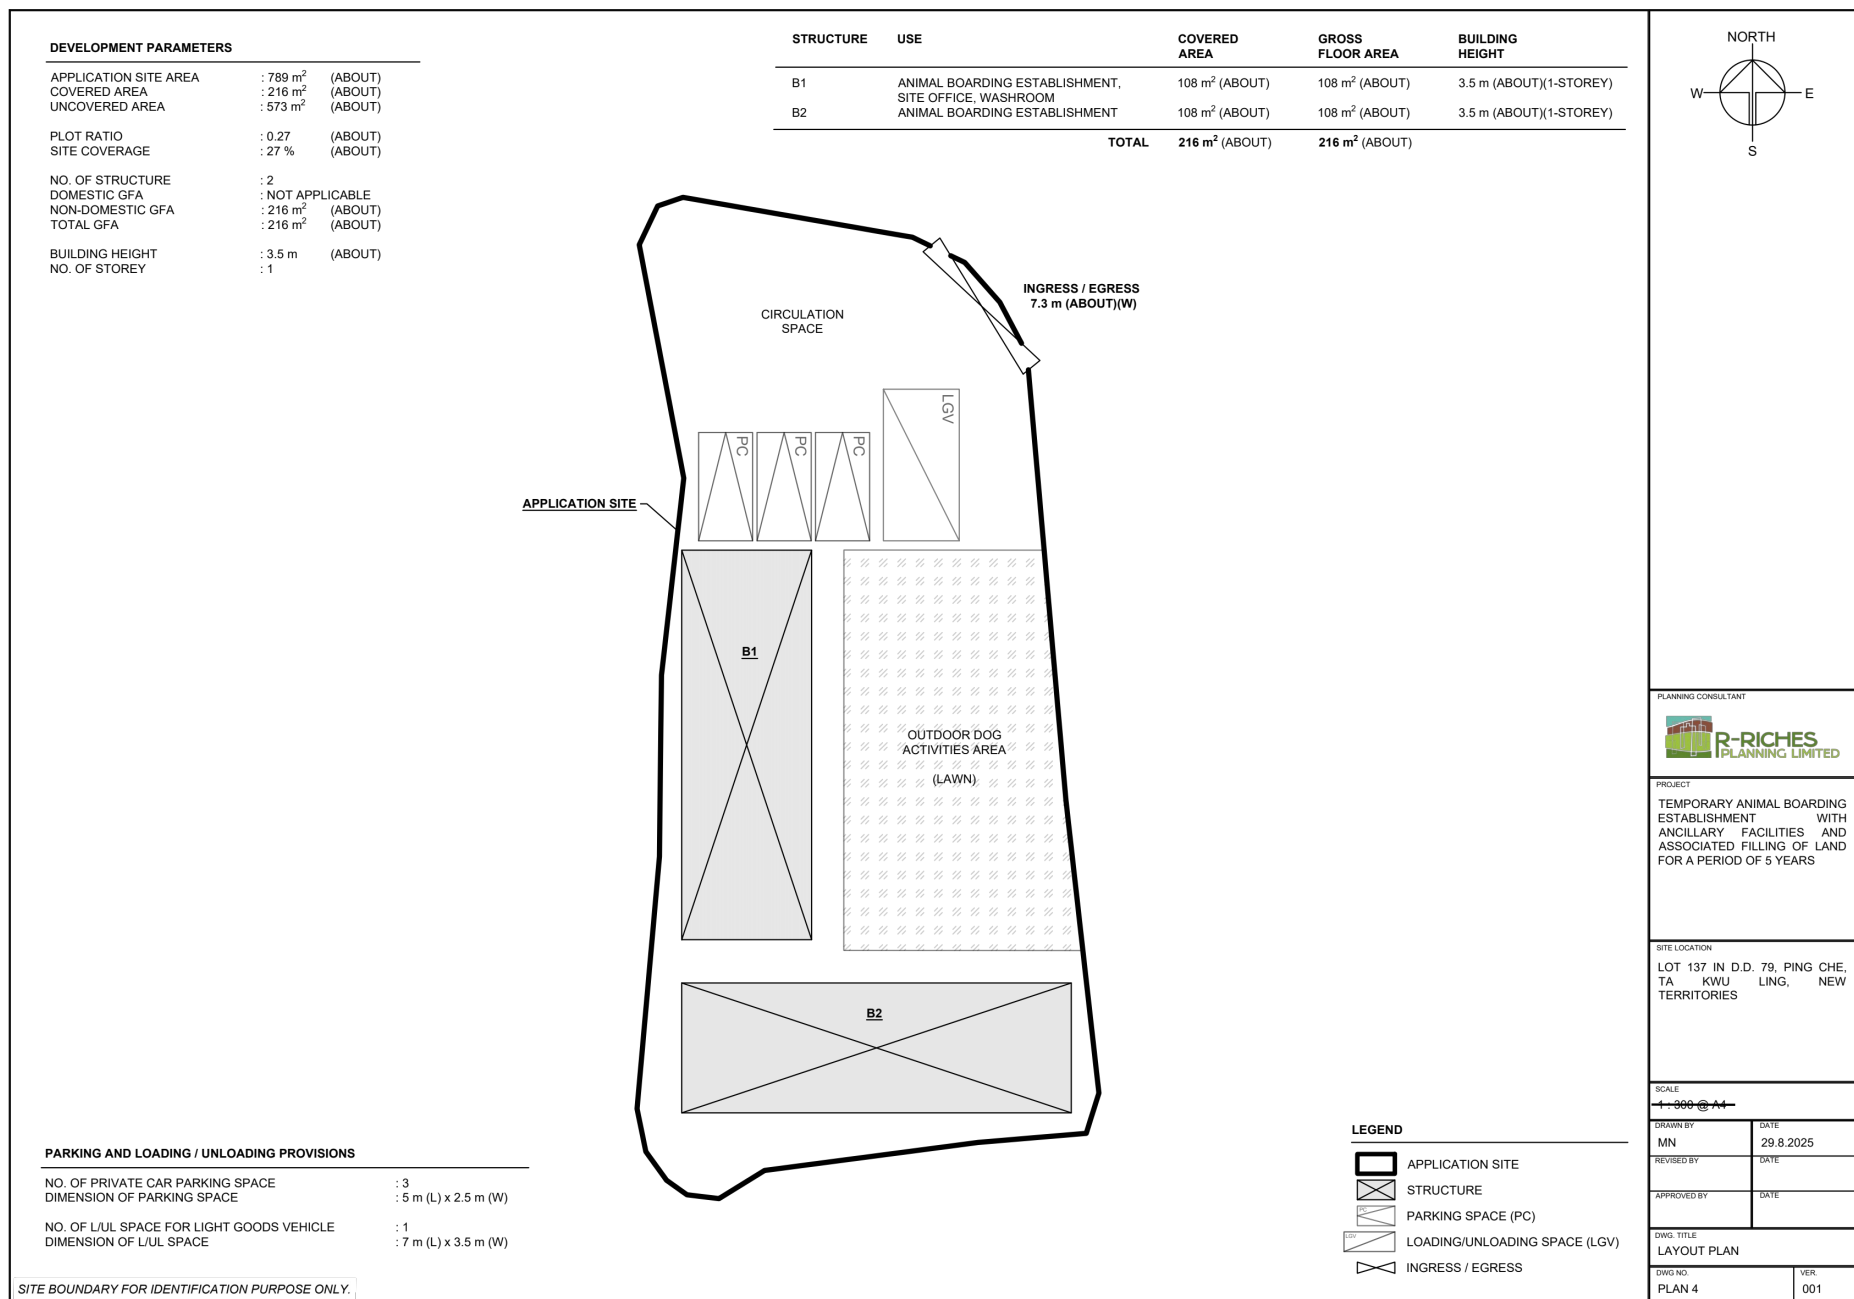 DEVELOPMENT PARAMETERS
APPLICATION SITE AREA : 789 m² (ABOUT)
COVERED AREA : 216 m² (ABOUT)
UNCOVERED AREA : 573 m² (ABOUT)
PLOT RATIO : 0.27 (ABOUT)
SITE COVERAGE : 27 % (ABOUT)
NO. OF STRUCTURE : 2
DOMESTIC GFA : NOT APPLICABLE
NON-DOMESTIC GFA : 216 m² (ABOUT)
TOTAL GFA : 216 m² (ABOUT)
BUILDING HEIGHT : 3.5 m (ABOUT)
NO. OF STOREY : 1
STRUCTURE USE COVERED AREA GROSS FLOOR AREA BUILDING HEIGHT
B1 ANIMAL BOARDING ESTABLISHMENT, 108 m² (ABOUT) 108 m² (ABOUT) 3.5 m (ABOUT)(1-STOREY)
SITE OFFICE, WASHROOM
B2 ANIMAL BOARDING ESTABLISHMENT 108 m² (ABOUT) 108 m² (ABOUT) 3.5 m (ABOUT)(1-STOREY)
TOTAL 216 m² (ABOUT) 216 m² (ABOUT)
NORTH
W E
S
INGRESS / EGRESS
7.3 m (ABOUT)(W)
CIRCULATION
SPACE
LGV
PC PC PC
APPLICATION SITE
B1
OUTDOOR DOG
ACTIVITIES AREA
(LAWN)
B2
PARKING AND LOADING / UNLOADING PROVISIONS
NO. OF PRIVATE CAR PARKING SPACE : 3
DIMENSION OF PARKING SPACE : 5 m (L) x 2.5 m (W)
NO. OF L/UL SPACE FOR LIGHT GOODS VEHICLE : 1
DIMENSION OF L/UL SPACE : 7 m (L) x 3.5 m (W)
SITE BOUNDARY FOR IDENTIFICATION PURPOSE ONLY.
LEGEND
APPLICATION SITE
STRUCTURE
PC
PARKING SPACE (PC)
LGV
LOADING/UNLOADING SPACE (LGV)
INGRESS / EGRESS
PLANNING CONSULTANT
R-RICHES
PLANNING LIMITED
PROJECT
TEMPORARY ANIMAL BOARDING
ESTABLISHMENT WITH
ANCILLARY FACILITIES AND
ASSOCIATED FILLING OF LAND
FOR A PERIOD OF 5 YEARS
SITE LOCATION
LOT 137 IN D.D. 79, PING CHE,
TA KWU LING, NEW
TERRITORIES
SCALE
1 : 300 @ A4
DRAWN BY DATE
MN 29.8.2025
REVISED BY DATE
APPROVED BY DATE
DWG. TITLE
LAYOUT PLAN
DWG NO. VER.
PLAN 4 001